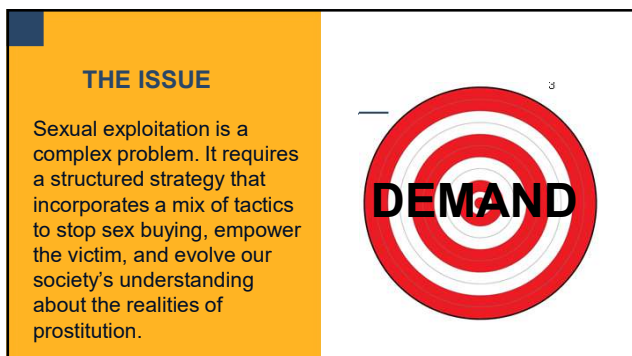 THE ISSUE
Sexual exploitation is a
complex problem. It requires
a structured strategy that
incorporates a mix of tactics
to stop sex buying, empower
the victim, and evolve our
society’s understanding
about the realities of
prostitution.
3
DEMAND